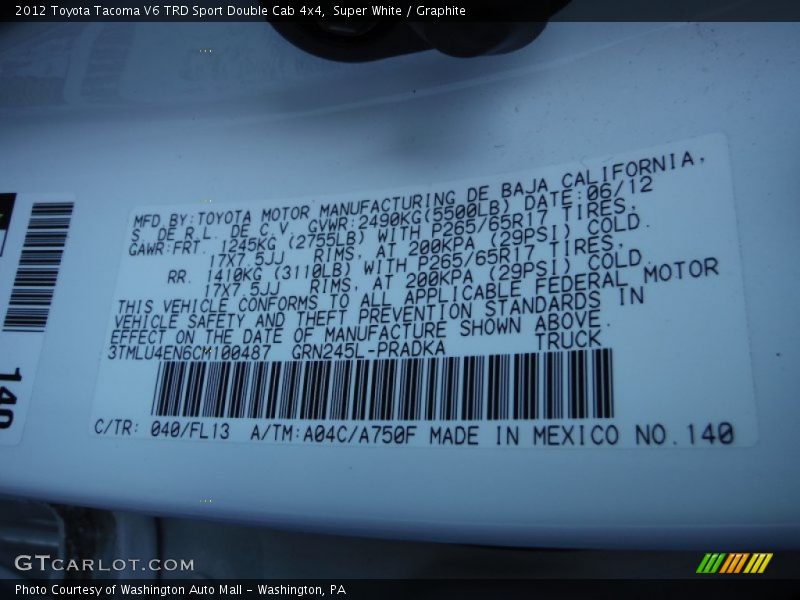 2012 Toyota Tacoma V6 TRD Sport Double Cab 4x4, Super White / Graphite
MFD BY:TOYOTA MOTOR MANUFACTURING DE BAJA CALIFORNIA,
S. DE R.L. DE C.V. GVWR:2490KG(5500LB) DATE:06/12
GAWR:FRT. 1245KG (2755LB) WITH P265/65R17 TIRES,
17X7.5JJ RIMS, AT 200KPA (29PSI) COLD.
RR. 1410KG (3110LB) WITH P265/65R17 TIRES,
17X7.5JJ RIMS, AT 200KPA (29PSI) COLD.
THIS VEHICLE CONFORMS TO ALL APPLICABLE FEDERAL MOTOR
VEHICLE SAFETY AND THEFT PREVENTION STANDARDS IN
EFFECT ON THE DATE OF MANUFACTURE SHOWN ABOVE.
3TMLU4EN6CM100487 GRN245L-PRADKA TRUCK
C/TR: 040/FL13 A/TM:A04C/A750F MADE IN MEXICO NO.140
140
GTCARLOT.COM
Photo Courtesy of Washington Auto Mall - Washington, PA